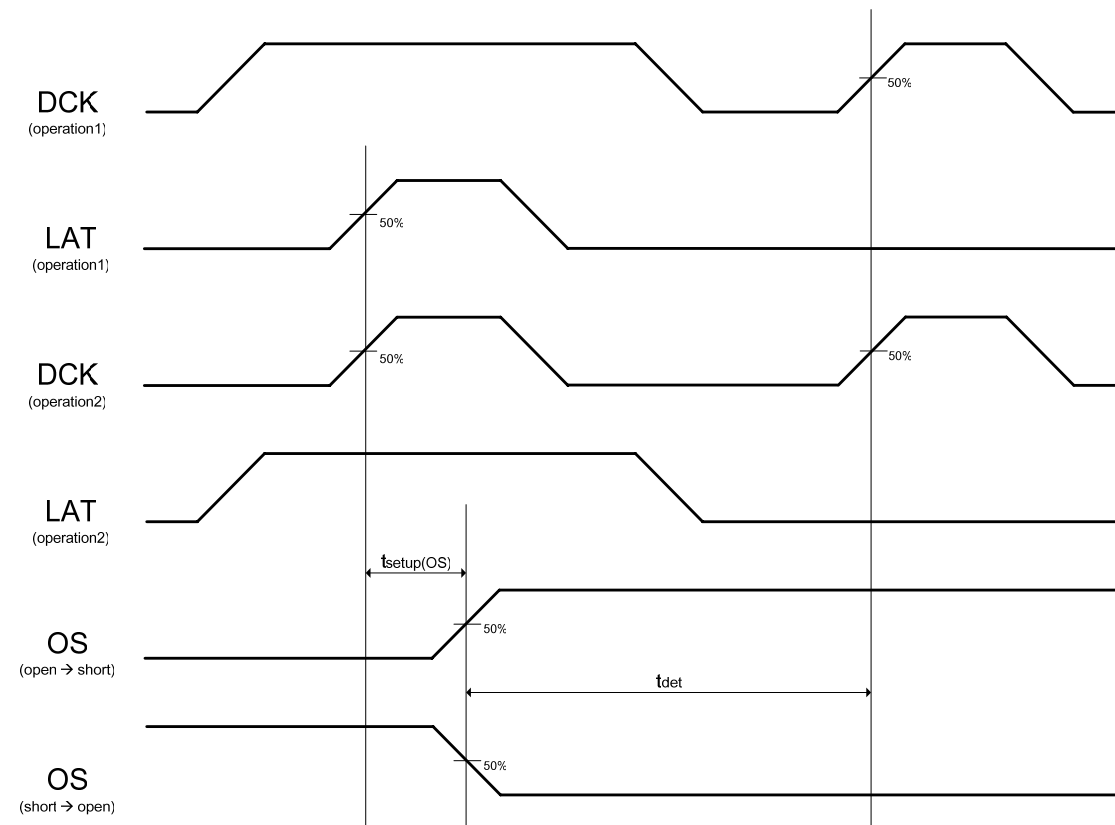 DCK
(operation1)
50%
LAT
(operation1)
50%
DCK
(operation2)
50%
50%
LAT
(operation2)
tsetup(OS)
OS
(open → short)
50%
tdet
OS
(short → open)
50%